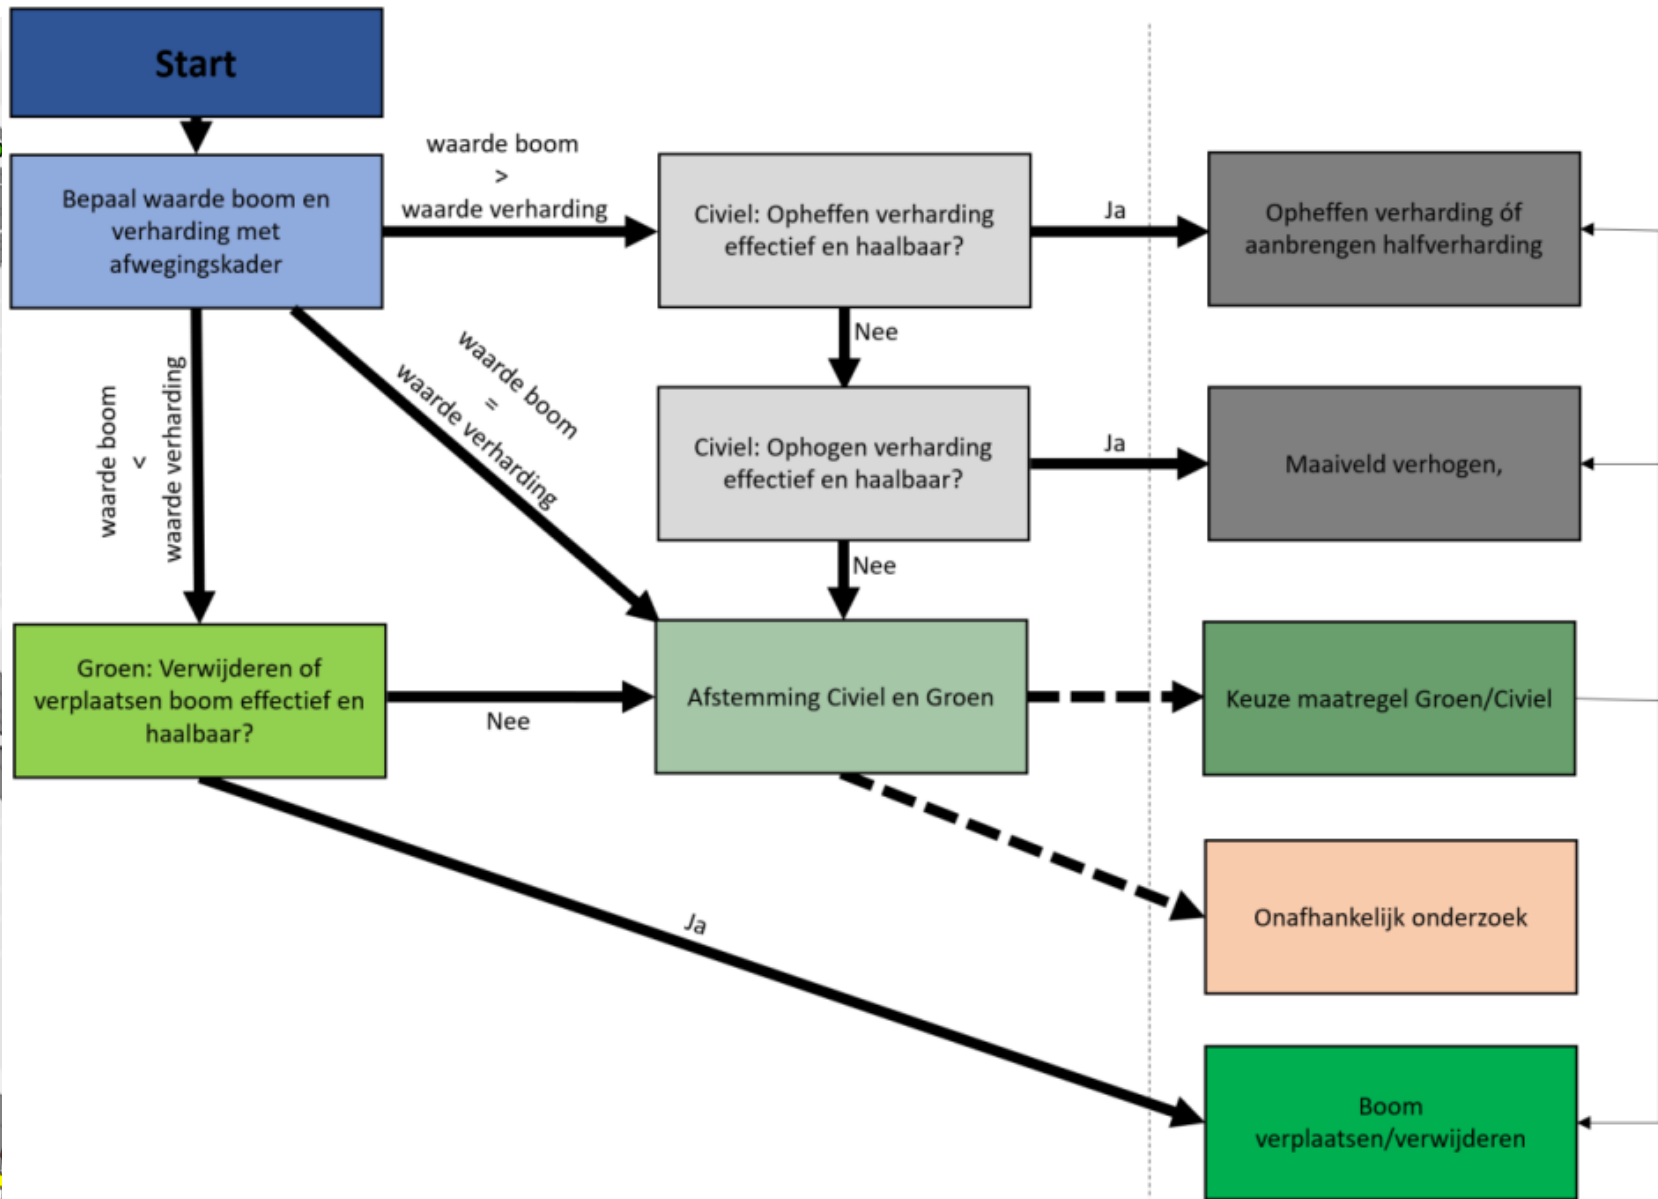 Start
Bepaal waarde boom en
verharding met
afwegingskader
waarde boom
>
waarde verharding
Civiel: Opheffen verharding
effectief en haalbaar?
Ja
Opheffen verharding óf
aanbrengen halfverharding
Nee
waarde boom
=
waarde verharding
waarde boom
<
waarde verharding
Civiel: Ophogen verharding
effectief en haalbaar?
Ja
Maaiveld verhogen,
Nee
Groen: Verwijderen of
verplaatsen boom effectief en
haalbaar?
Nee
Afstemming Civiel en Groen
Keuze maatregel Groen/Civiel
Onafhankelijk onderzoek
Ja
Boom
verplaatsen/verwijderen